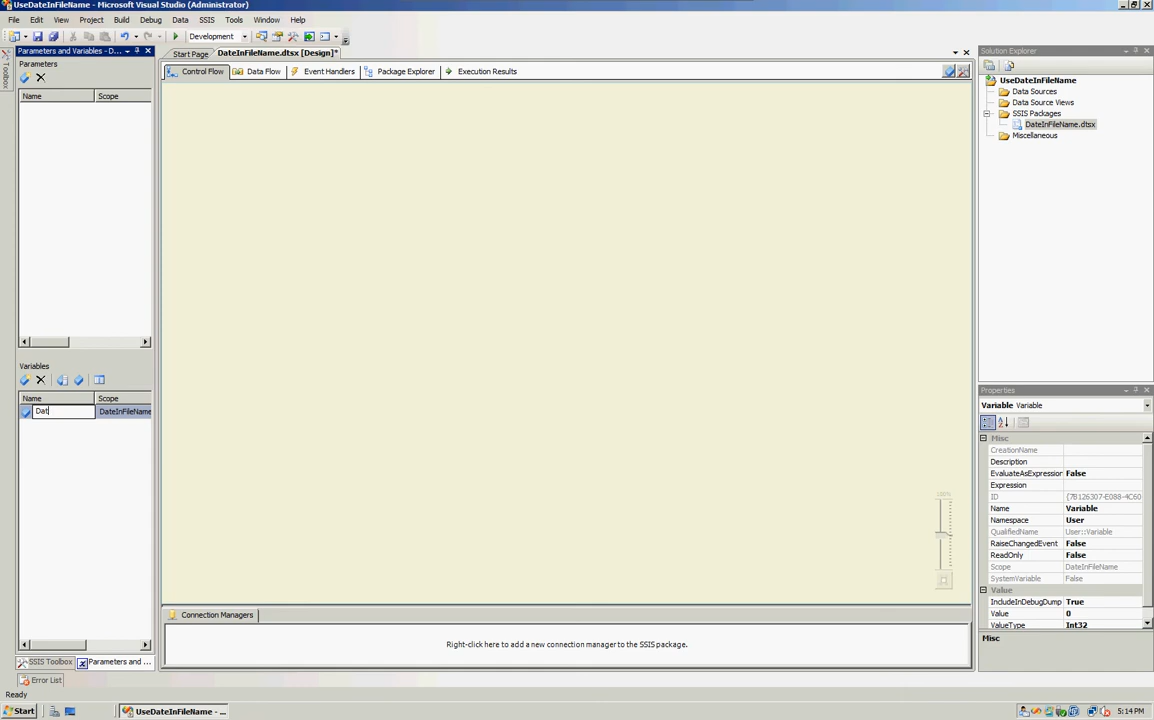 UseDateInFileName - Microsoft Visual Studio (Administrator)
File Edit View Project Build Debug Data SSIS Tools Window Help
Development
Parameters and Variables - D...
Parameters
Name Scope
Variables
Name Scope
Dat DateInFileName
SSIS Toolbox Parameters and ...
Error List
Toolbox
Start Page DateInFileName.dtsx [Design]*
Control Flow Data Flow Event Handlers Package Explorer Execution Results
100%
Connection Managers
Right-click here to add a new connection manager to the SSIS package.
Solution Explorer
UseDateInFileName
Data Sources
Data Source Views
SSIS Packages
DateInFileName.dtsx
Miscellaneous
Properties
Variable Variable
Misc
CreationName
Description
EvaluateAsExpression False
Expression
ID {7B126307-E088-4C60
Name Variable
Namespace User
QualifiedName User::Variable
RaiseChangedEvent False
ReadOnly False
Scope DateInFileName
SystemVariable False
Value
IncludeInDebugDump True
Value 0
ValueType Int32
Misc
Ready
Start UseDateInFileName - ... 5:14 PM